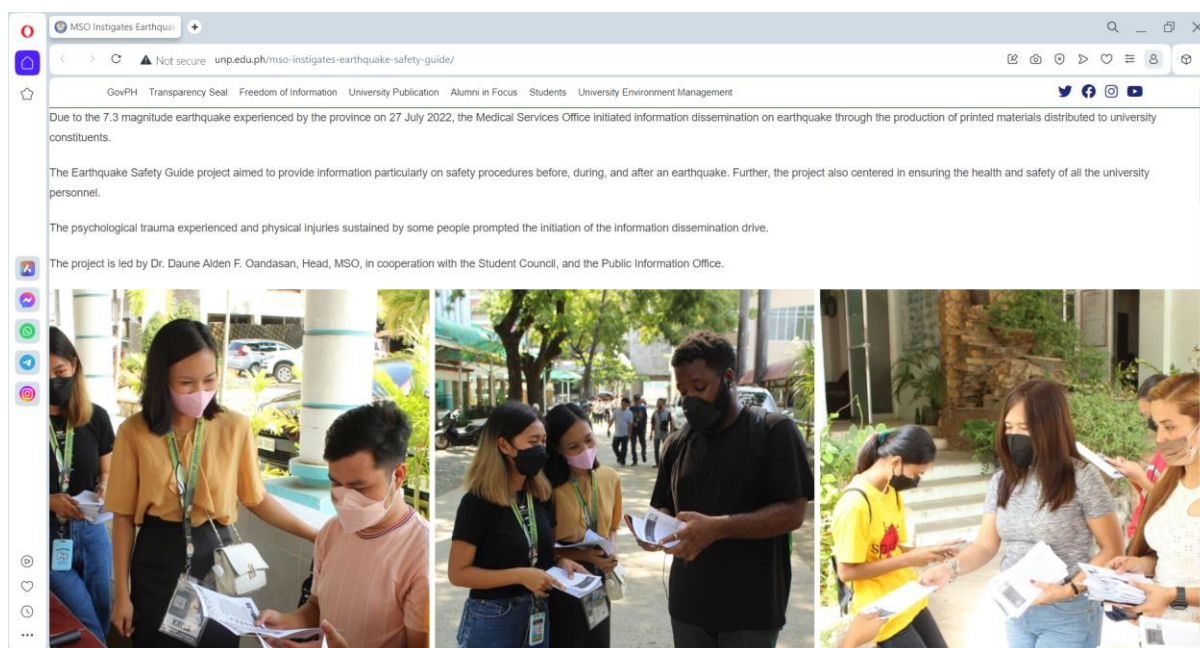 MSO Instigates Earthqua
Not secure unp.edu.ph/mso-instigates-earthquake-safety-guide/
GovPH Transparency Seal Freedom of Information University Publication Alumni in Focus Students University Environment Management
Due to the 7.3 magnitude earthquake experienced by the province on 27 July 2022, the Medical Services Office initiated information dissemination on earthquake through the production of printed materials distributed to university
constituents.
The Earthquake Safety Guide project aimed to provide information particularly on safety procedures before, during, and after an earthquake. Further, the project also centered in ensuring the health and safety of all the university
personnel.
The psychological trauma experienced and physical injuries sustained by some people prompted the initiation of the information dissemination drive.
The project is led by Dr. Daune Alden F. Oandasan, Head, MSO, in cooperation with the Student Council, and the Public Information Office.